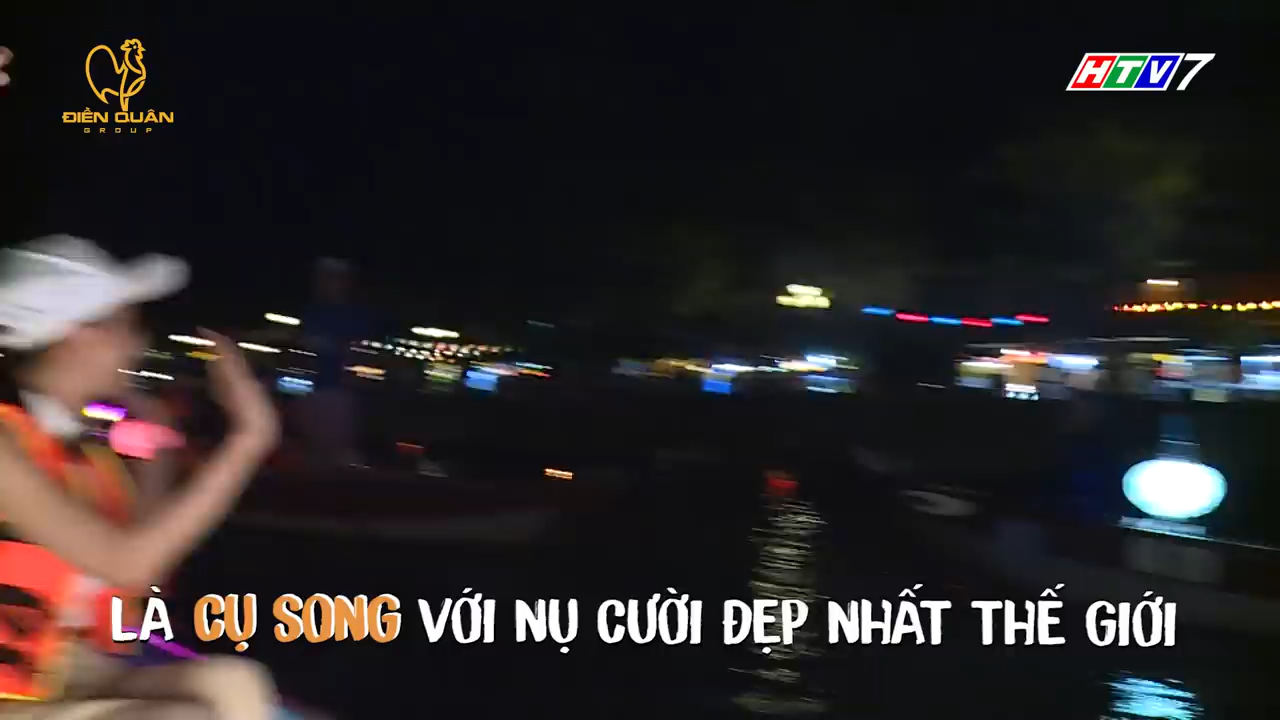 ĐIỀN QUÂN
GROUP
HTV7
LÀ CỤ SONG VỚI NỤ CƯỜI ĐẸP NHẤT THẾ GIỚI